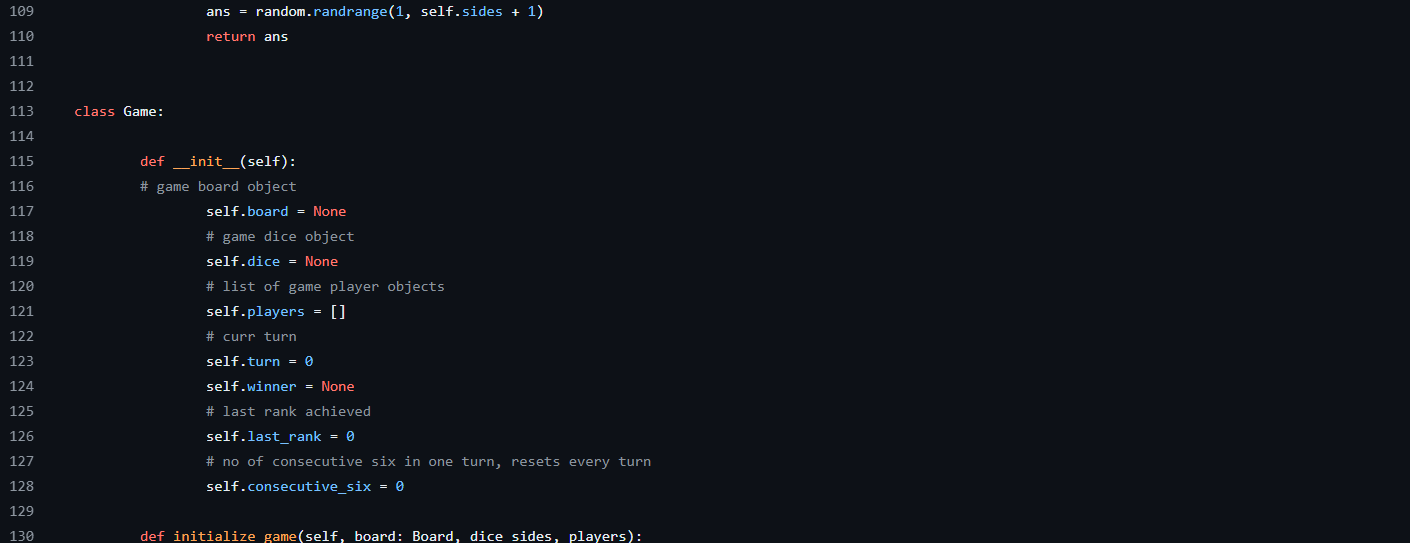 109 ans = random.randrange(1, self.sides + 1)
110 return ans
111
112
113 class Game:
114
115 def __init__(self):
116 # game board object
117 self.board = None
118 # game dice object
119 self.dice = None
120 # list of game player objects
121 self.players = []
122 # curr turn
123 self.turn = 0
124 self.winner = None
125 # last rank achieved
126 self.last_rank = 0
127 # no of consecutive six in one turn, resets every turn
128 self.consecutive_six = 0
129
130 def initialize_game(self, board: Board, dice_sides, players):